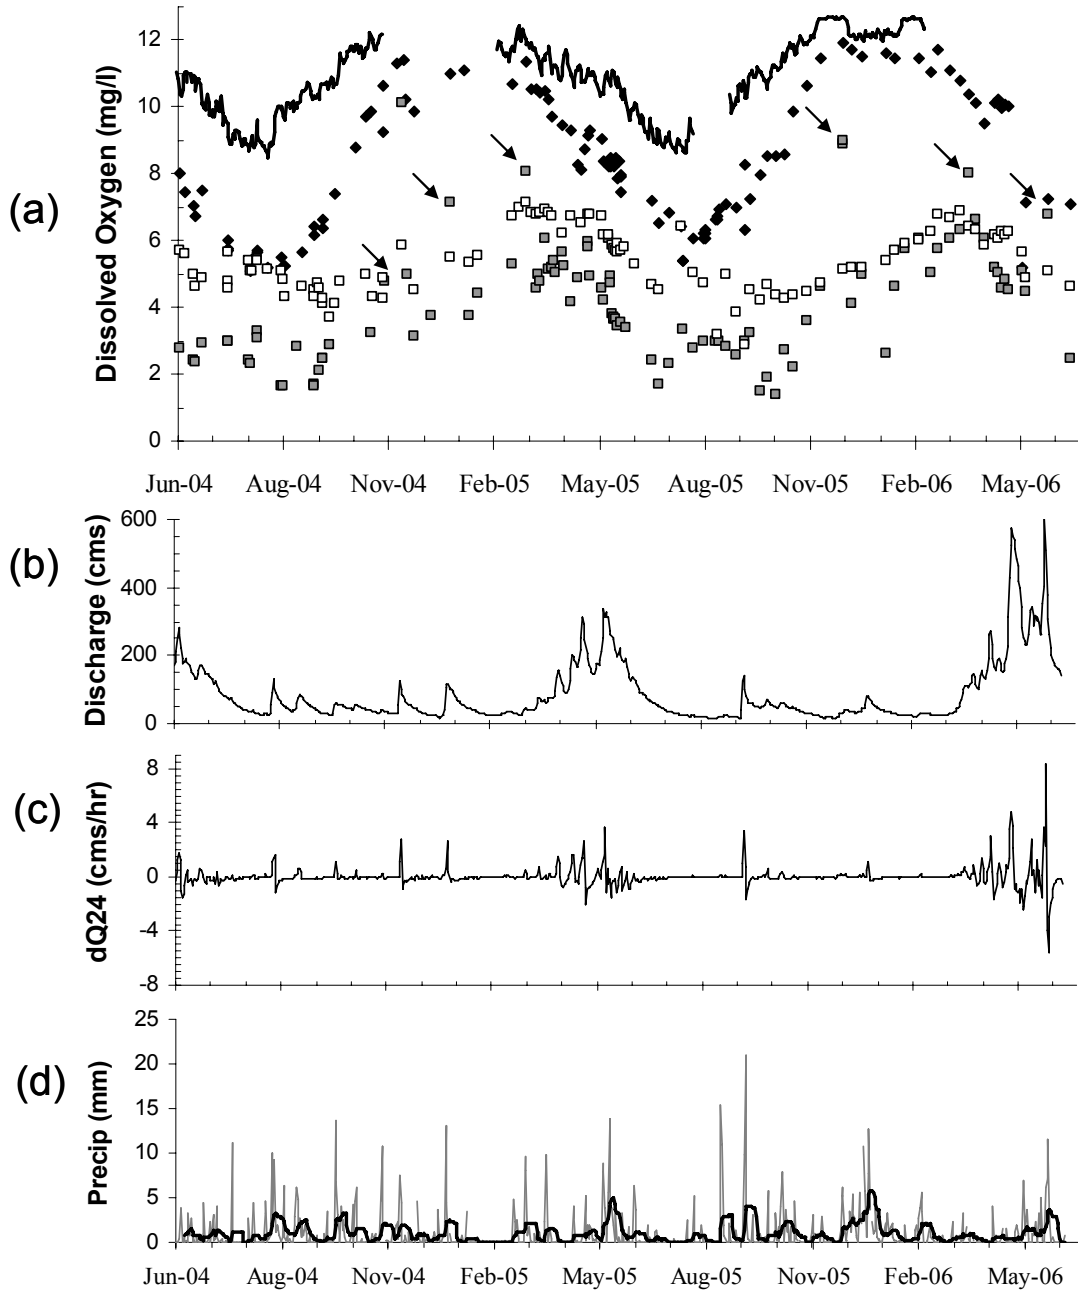 (a)
Dissolved Oxygen (mg/l)
12
10
8
6
4
2
0
Jun-04 Aug-04 Nov-04 Feb-05 May-05 Aug-05 Nov-05 Feb-06 May-06
(b)
Discharge (cms)
600
400
200
0
(c)
dQ24 (cms/hr)
8
4
0
-4
-8
(d)
Precip (mm)
25
20
15
10
5
0
Jun-04 Aug-04 Nov-04 Feb-05 May-05 Aug-05 Nov-05 Feb-06 May-06